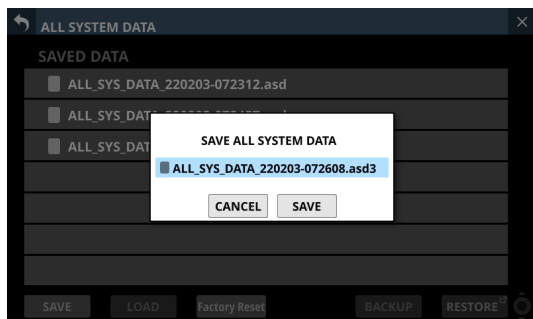 ALL SYSTEM DATA
SAVED DATA
ALL_SYS_DATA_220203-072312.asd
ALL_SYS_DAT
ALL_SYS_DAT
SAVE ALL SYSTEM DATA
ALL_SYS_DATA_220203-072608.asd3
CANCEL SAVE
SAVE LOAD Factory Reset BACKUP RESTORE